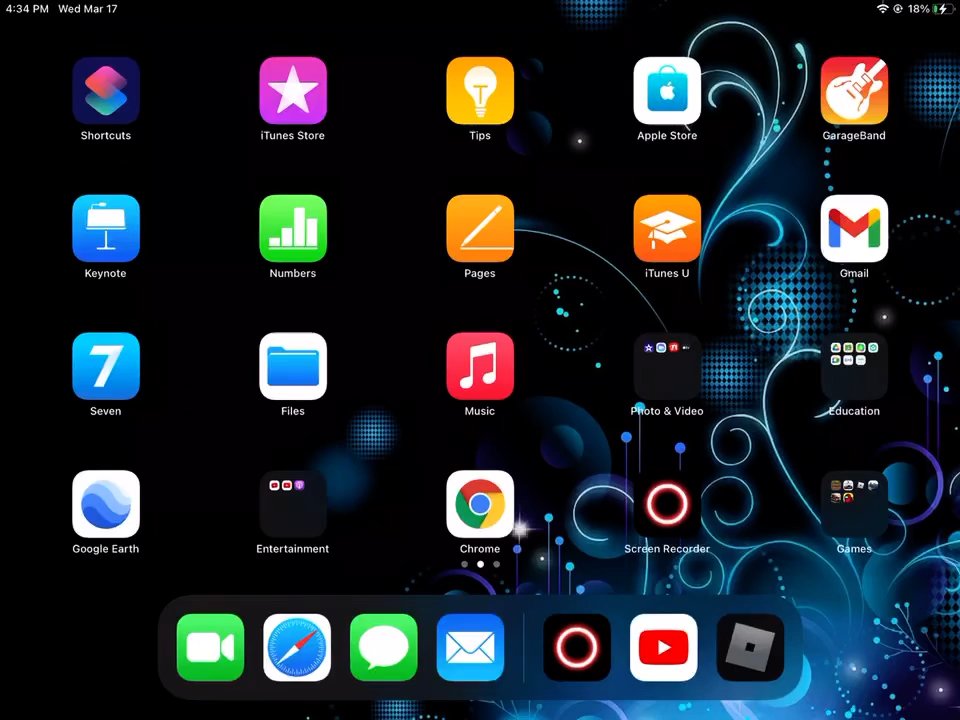 4:34 PM Wed Mar 17 18%
Shortcuts iTunes Store Tips Apple Store GarageBand
Keynote Numbers Pages iTunes U Gmail
7
Seven Files Music Photo & Video Education
Google Earth Entertainment Chrome Screen Recorder Games